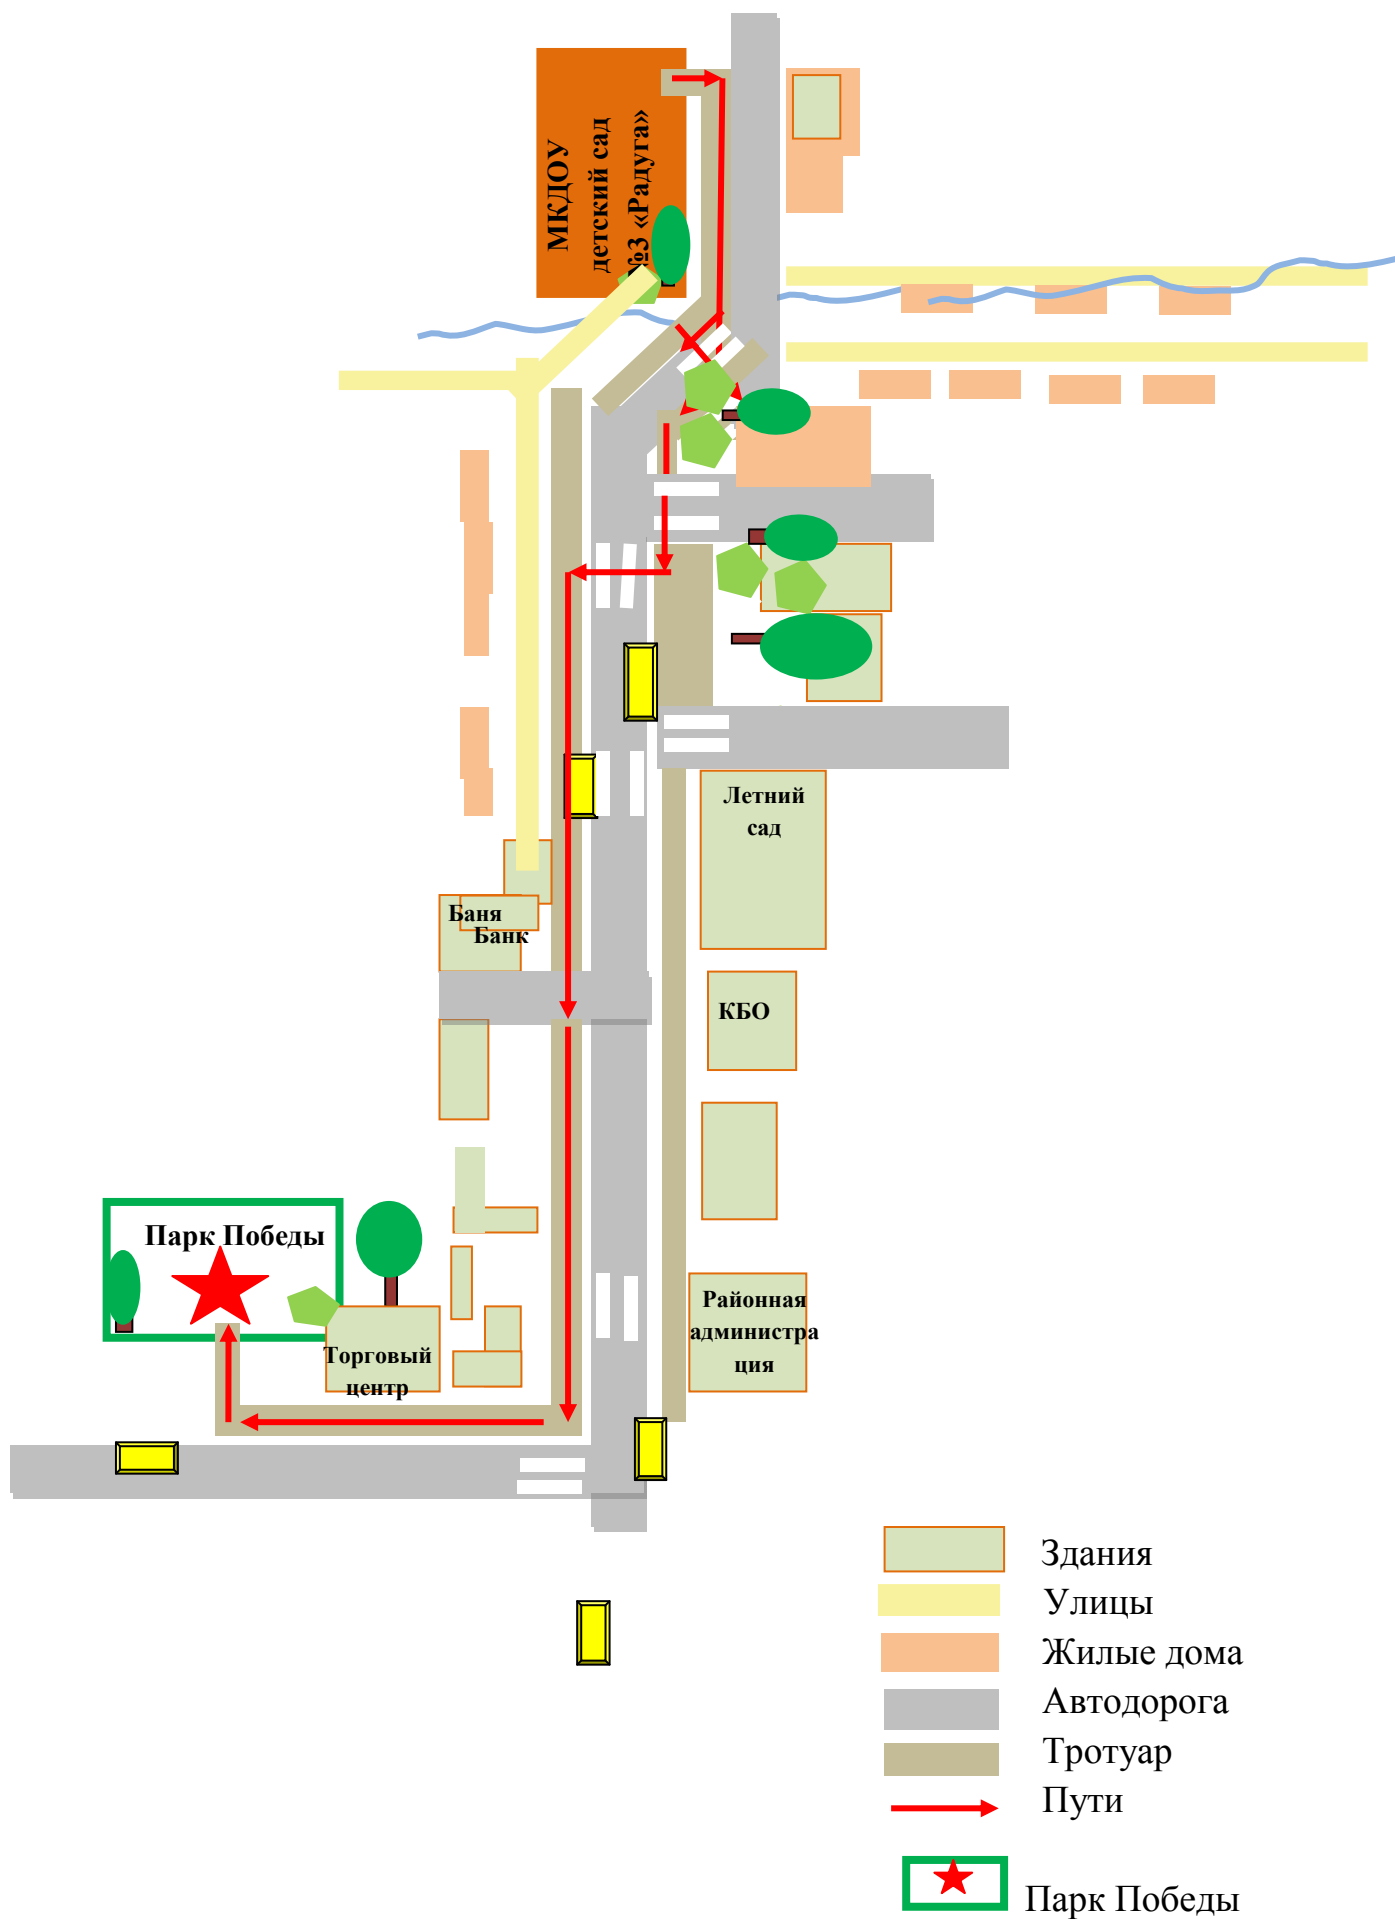 МКДОУ
детский сад
№3 «Радуга»
Летний
сад
Баня
Банк
КБО
Парк Победы
Районная
администра
ция
Торговый
центр
Здания
Улицы
Жилые дома
Автодорога
Тротуар
Пути
Парк Победы